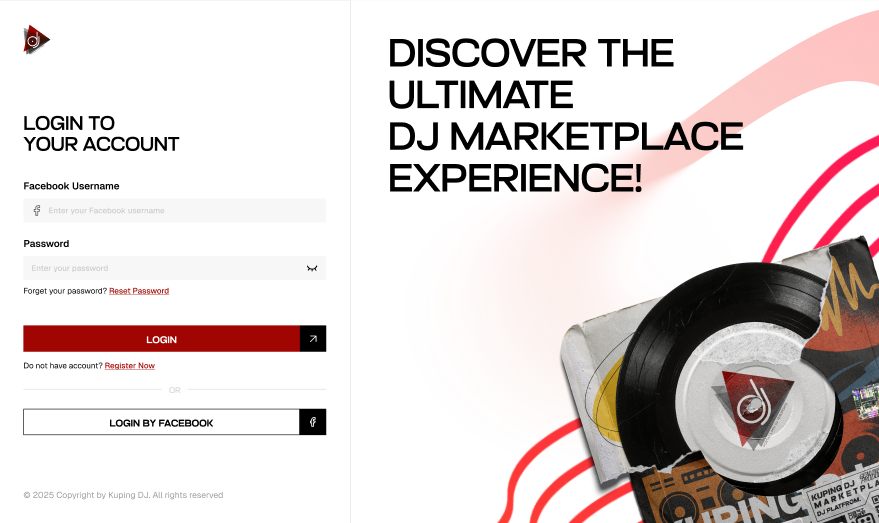 LOGIN TO
YOUR ACCOUNT
Facebook Username
Enter your Facebook username
Password
Enter your password
Forget your password? Reset Password
LOGIN
Do not have account? Register Now
OR
LOGIN BY FACEBOOK
© 2025 Copyright by Kuping DJ. All rights reserved
DISCOVER THE
ULTIMATE
DJ MARKETPLACE
EXPERIENCE!
KUPING DJ
MARKETPLA
DJ PLATFROM.
KUPING